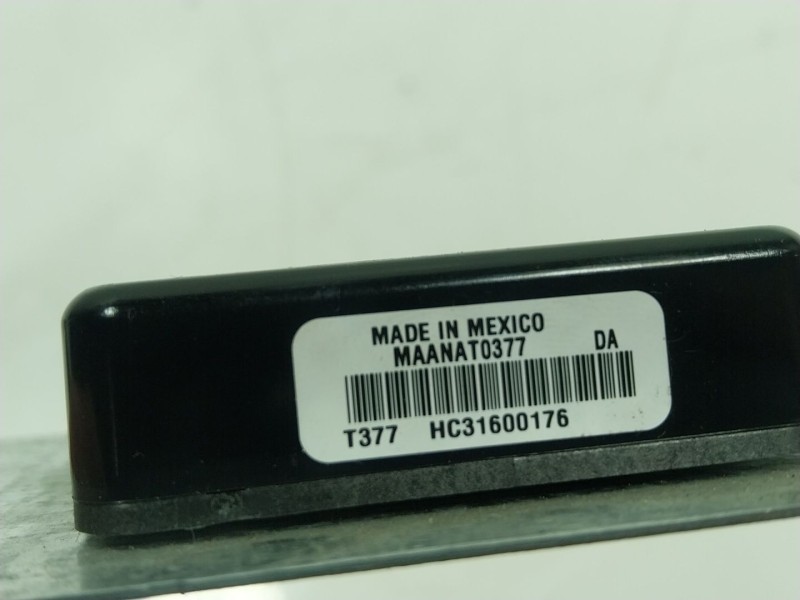 MADE IN MEXICO
MAANAT0377 DA
T377 HC31600176